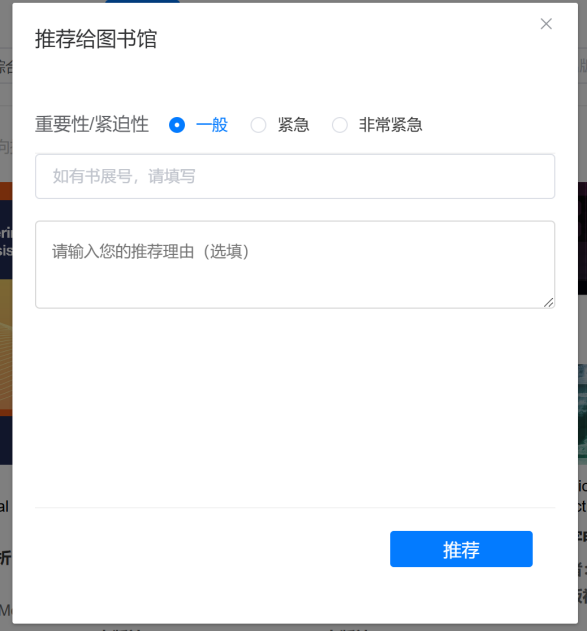 推荐给图书馆
重要性/紧迫性 一般 紧急 非常紧急
如有书展号，请填写
请输入您的推荐理由（选填）
al
折
推荐